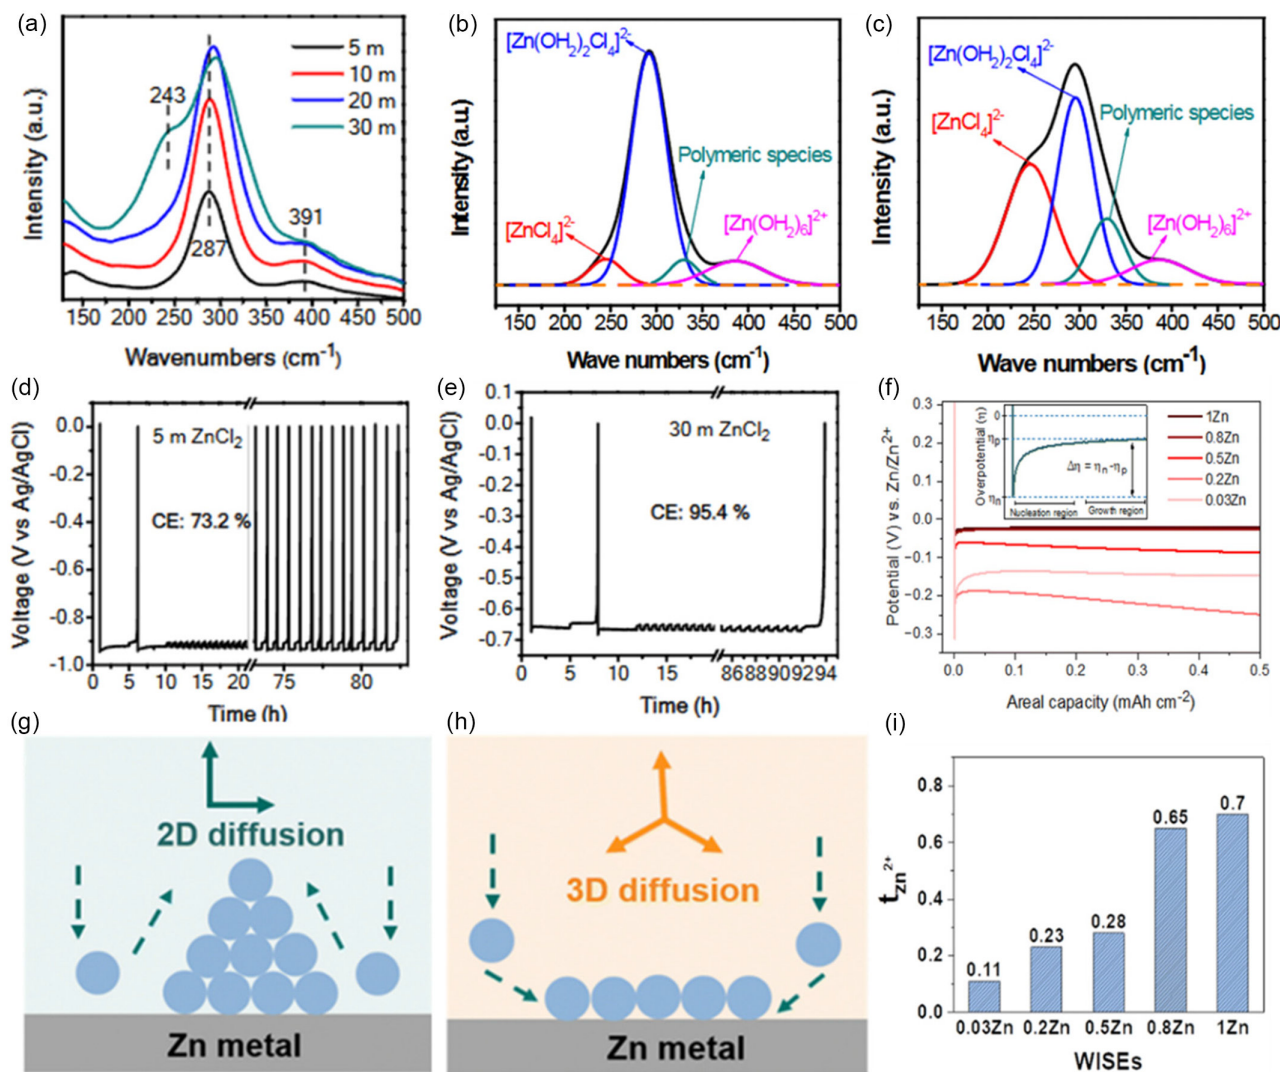 (a)
243
391
287
5 m
10 m
20 m
30 m
Intensity (a.u.)
150 200 250 300 350 400 450 500
Wavenumbers (cm⁻¹)
(b)
[Zn(OH₂)₂Cl₄]²⁻
Polymeric species
[ZnCl₄]²⁻
[Zn(OH₂)₆]²⁺
Intensity (a.u.)
150 200 250 300 350 400 450 500
Wave numbers (cm⁻¹)
(c)
[Zn(OH₂)₂Cl₄]²⁻
Polymeric species
[ZnCl₄]²⁻
[Zn(OH₂)₆]²⁺
Intensity (a.u.)
150 200 250 300 350 400 450 500
Wave numbers (cm⁻¹)
(d)
5 m ZnCl₂
CE: 73.2 %
Voltage (V vs Ag/AgCl)
0.0
-0.2
-0.4
-0.6
-0.8
-1.0
0 5 10 15 20 75 80
Time (h)
(e)
30 m ZnCl₂
CE: 95.4 %
Voltage (V vs Ag/AgCl)
0.1
0.0
-0.1
-0.2
-0.3
-0.4
-0.5
-0.6
-0.7
0 5 10 8688909294
Time (h)
(f)
Overpotential (η)
0
ηp
ηn
Δη = ηn-ηp
Nucleation region
Growth region
1Zn
0.8Zn
0.5Zn
0.2Zn
0.03Zn
Potential (V) vs. Zn/Zn²⁺
0.3
0.2
0.1
0.0
−0.1
−0.2
−0.3
0.0 0.1 0.2 0.3 0.4 0.5
Areal capacity (mAh cm⁻²)
(g)
2D diffusion
Zn metal
(h)
3D diffusion
Zn metal
(i)
tzn²⁺
0.8
0.6
0.4
0.2
0.0
0.11
0.23
0.28
0.65
0.7
0.03Zn 0.2Zn 0.5Zn 0.8Zn 1Zn
WISEs